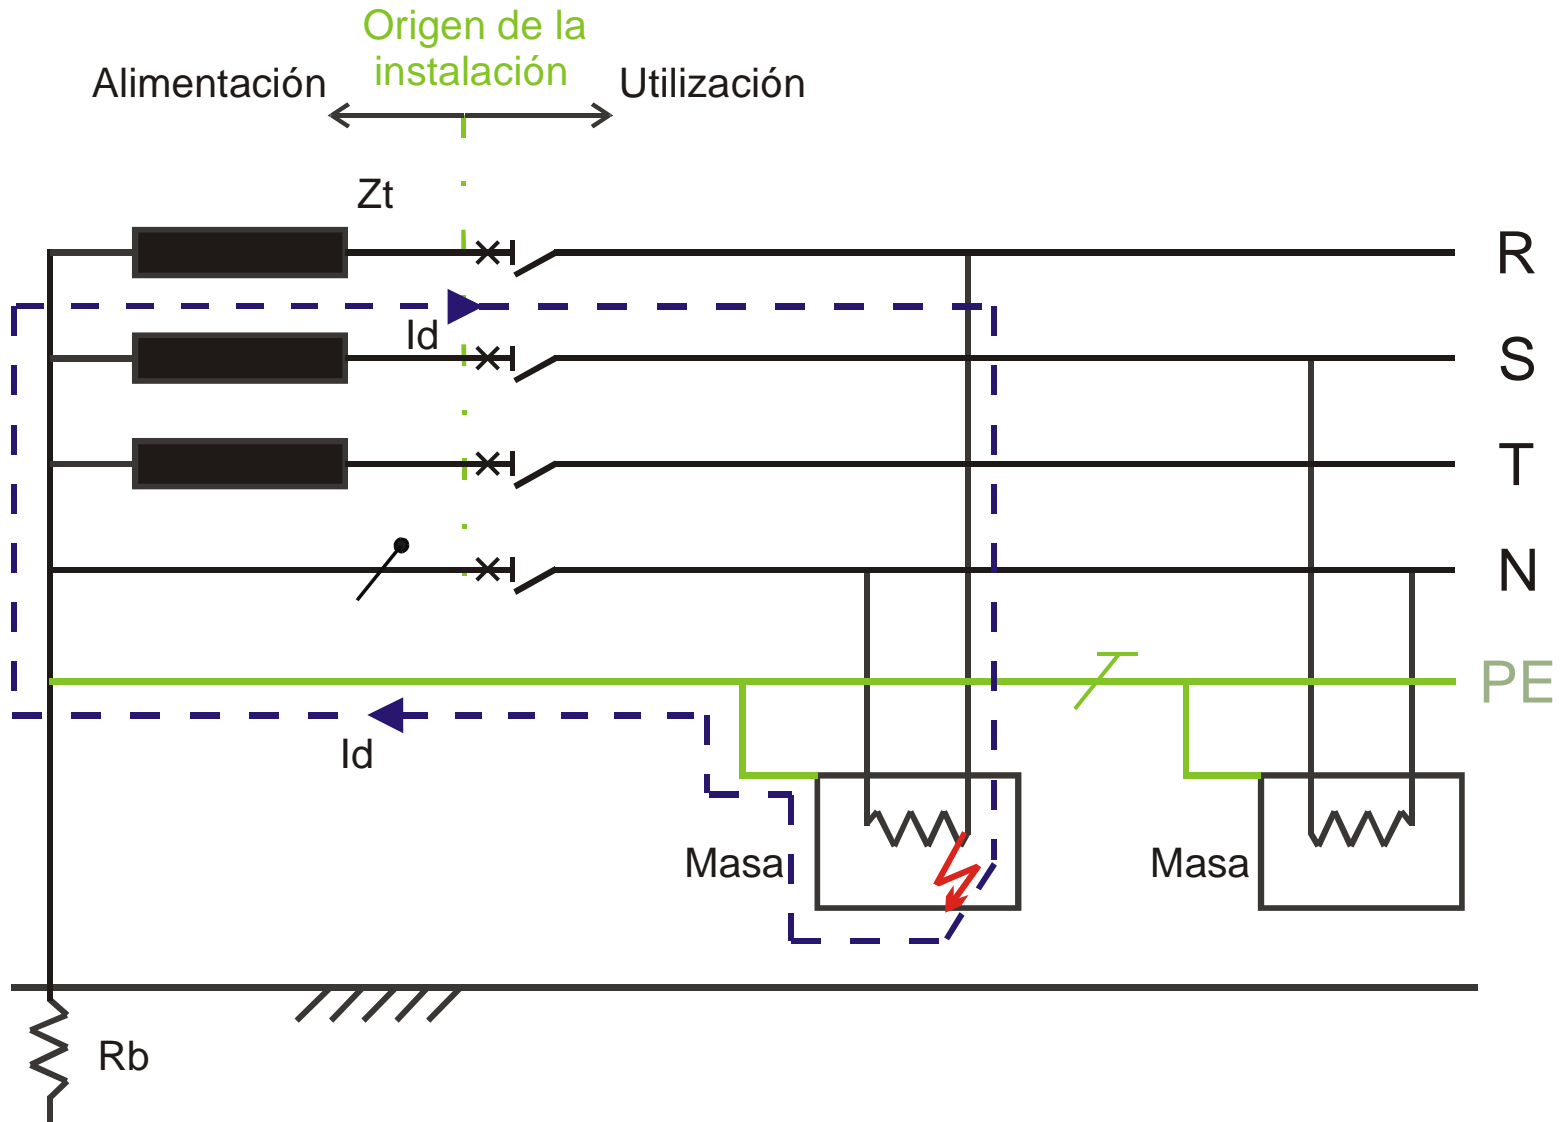 Origen de la
instalación
Alimentación
Utilización
Zt
R
Id
S
T
N
PE
Id
Masa
Masa
Rb